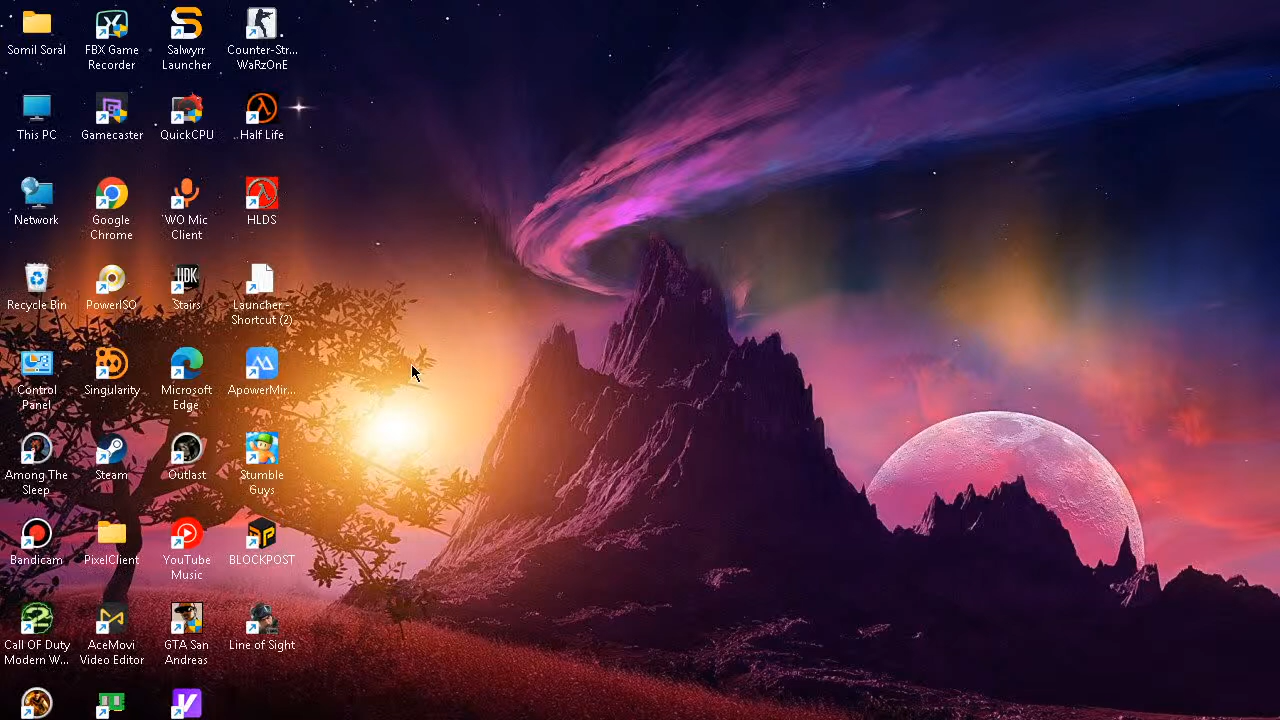 Somil Soral
FBX Game
Recorder
Salwyrr
Launcher
Counter-Str...
WaRzOnE
This PC
Gamecaster
QuickCPU
Half Life
Network
Google
Chrome
WO Mic
Client
HLDS
Recycle Bin
PowerISO
UDK
Stairs
Launcher -
Shortcut (2)
Control
Panel
Singularity
Microsoft
Edge
ApowerMir...
Among The
Sleep
Steam
Outlast
Stumble
Guys
Bandicam
PixelClient
YouTube
Music
BLOCKPOST
Call OF Duty
Modern W...
AceMovi
Video Editor
GTA San
Andreas
Line of Sight